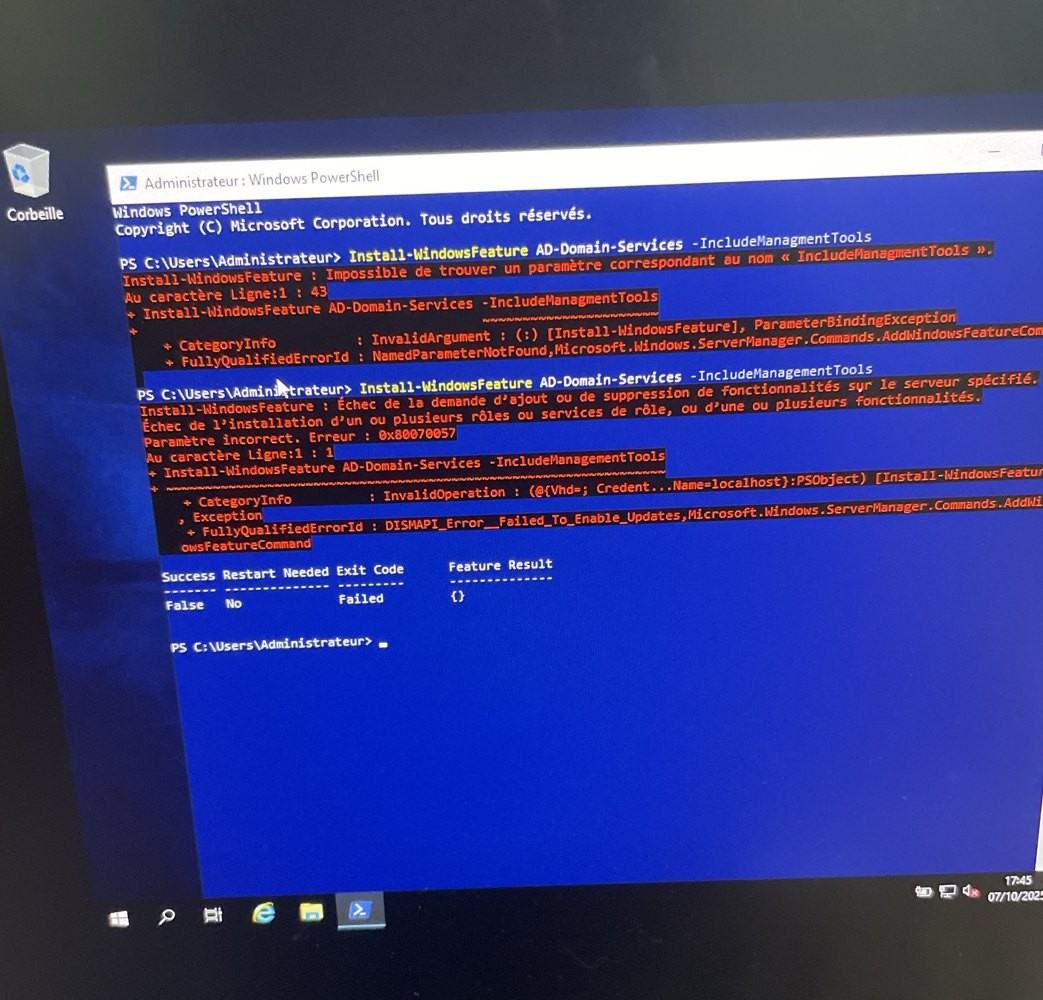 Corbeille
Administrateur : Windows PowerShell
Windows PowerShell
Copyright (C) Microsoft Corporation. Tous droits réservés.
PS C:\Users\Administrateur> Install-WindowsFeature AD-Domain-Services -IncludeManagmentTools
Install-WindowsFeature : Impossible de trouver un paramètre correspondant au nom « IncludeManagmentTools ».
Au caractère Ligne:1 : 43
+ Install-WindowsFeature AD-Domain-Services -IncludeManagmentTools
+ ~~~~~~~~~~~~~~~~~~~~~~
+ CategoryInfo : InvalidArgument : (:) [Install-WindowsFeature], ParameterBindingException
+ FullyQualifiedErrorId : NamedParameterNotFound,Microsoft.Windows.ServerManager.Commands.AddWindowsFeatureCom
PS C:\Users\Administrateur> Install-WindowsFeature AD-Domain-Services -IncludeManagementTools
Install-WindowsFeature : Échec de la demande d'ajout ou de suppression de fonctionnalités sur le serveur spécifié.
Échec de l'installation d'un ou plusieurs rôles ou services de rôle, ou d'une ou plusieurs fonctionnalités.
Paramètre incorrect. Erreur : 0x80070057
Au caractère Ligne:1 : 1
+ Install-WindowsFeature AD-Domain-Services -IncludeManagementTools
+ ~~~~~~~~~~~~~~~~~~~~~~~~~~~~~~~~~~~~~~~~~~~~~~~~~~~~~~~~~~~~~~~~~
+ CategoryInfo : InvalidOperation : (@{Vhd=; Credent...Name=localhost}:PSObject) [Install-WindowsFeatur
, Exception
+ FullyQualifiedErrorId : DISMAPI_Error__Failed_To_Enable_Updates,Microsoft.Windows.ServerManager.Commands.AddWi
owsFeatureCommand
Success Restart Needed Exit Code Feature Result
------- -------------- --------- --------------
False No Failed {}
PS C:\Users\Administrateur>
17:45
07/10/2025